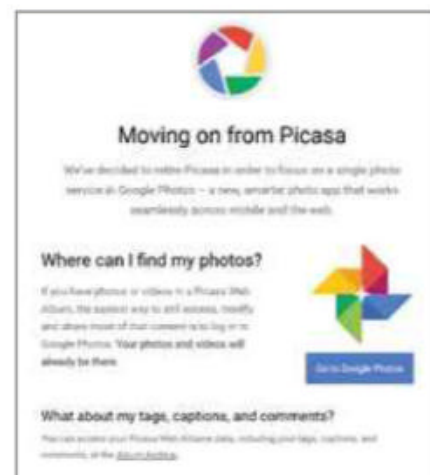 Moving on from Picasa
We've decided to retire Picasa in order to focus on a single photo
service in Google Photos – a new, smarter photo app that works
seamlessly across mobile and the web.
Where can I find my photos?
If you have photos or videos in a Picasa Web
Album, the easiest way to still access, modify
and share most of that content is to log in to
Google Photos. Your photos and videos will
already be there.
Go to Google Photos
What about my tags, captions, and comments?
You can access your Picasa Web Albums data, including your tags, captions, and
comments, at the Album Archive.